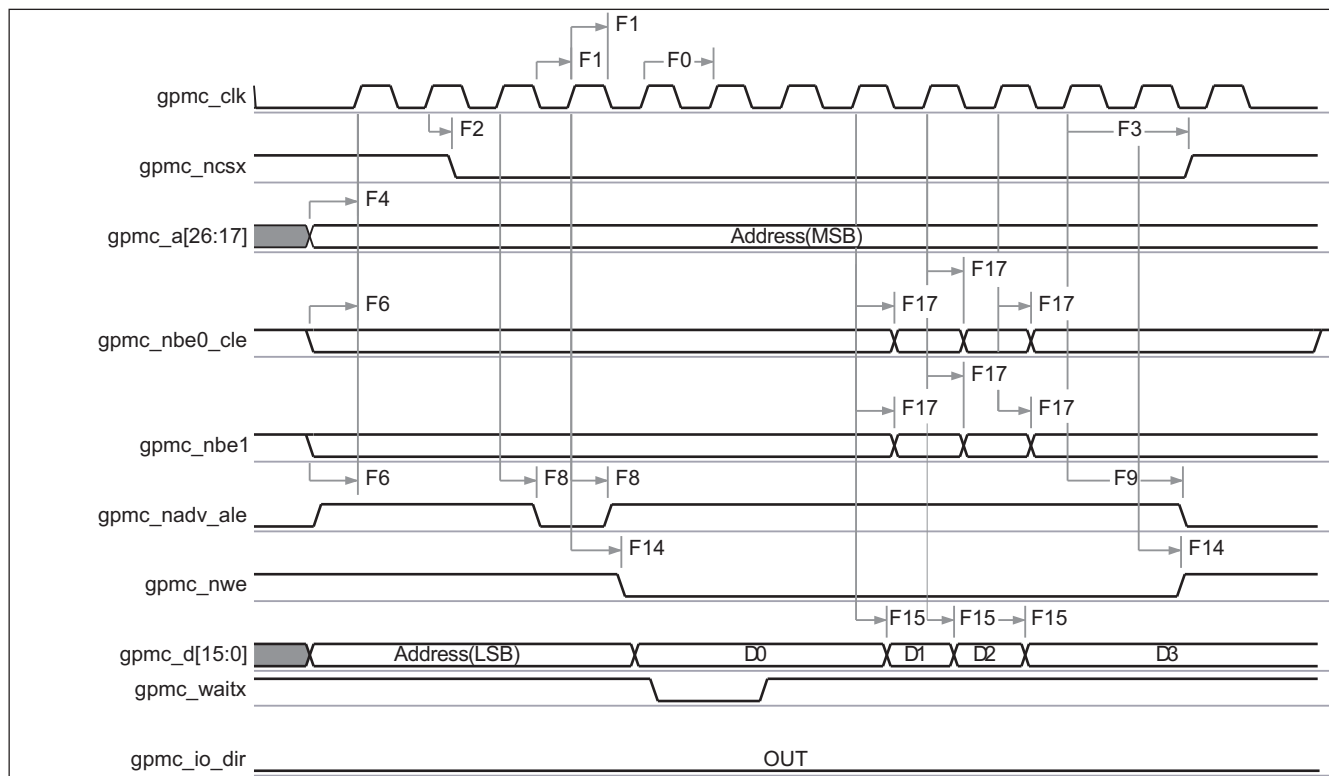 F1
F1 F0
gpmc_clk
F2 F3
gpmc_ncsx
F4
gpmc_a[26:17] Address(MSB)
F17
F6 F17 F17
gpmc_nbe0_cle
F17
F17 F17
gpmc_nbe1
F6 F8 F8 F9
gpmc_nadv_ale
F14 F14
gpmc_nwe
F15 F15 F15
gpmc_d[15:0] Address(LSB) D0 D1 D2 D3
gpmc_waitx
gpmc_io_dir OUT